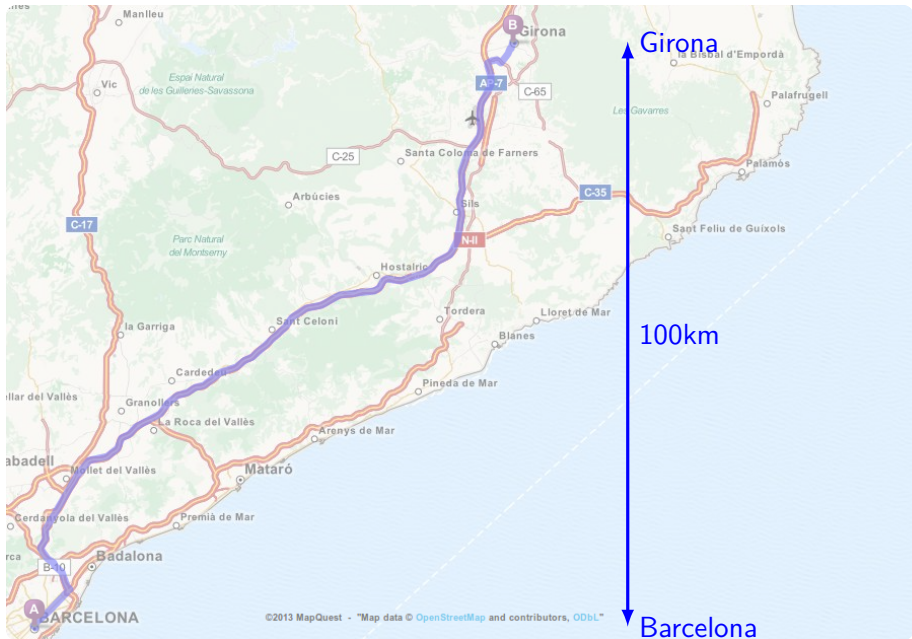 Manlleu
B
Girona
Girona
la Bisbal d'Empordà
Vic
Espai Natural
de les Guilleries-Savassona
AP-7
C-65
Palafrugell
Les Gavarres
C-25
Santa Coloma de Farners
Palamós
Arbúcies
C-35
Sils
C-17
Parc Natural
del Montseny
N-II
Sant Feliu de Guíxols
Hostalric
Tordera
Lloret de Mar
la Garriga
Sant Celoni
Blanes
100km
Cardedeu
Pineda de Mar
Granollers
La Roca del Vallès
Arenys de Mar
Mataró
Mollet del Vallès
Premià de Mar
Cerdanyola del Vallès
Badalona
B-10
A
BARCELONA
©2013 MapQuest - "Map data © OpenStreetMap and contributors, ODbL"
Barcelona